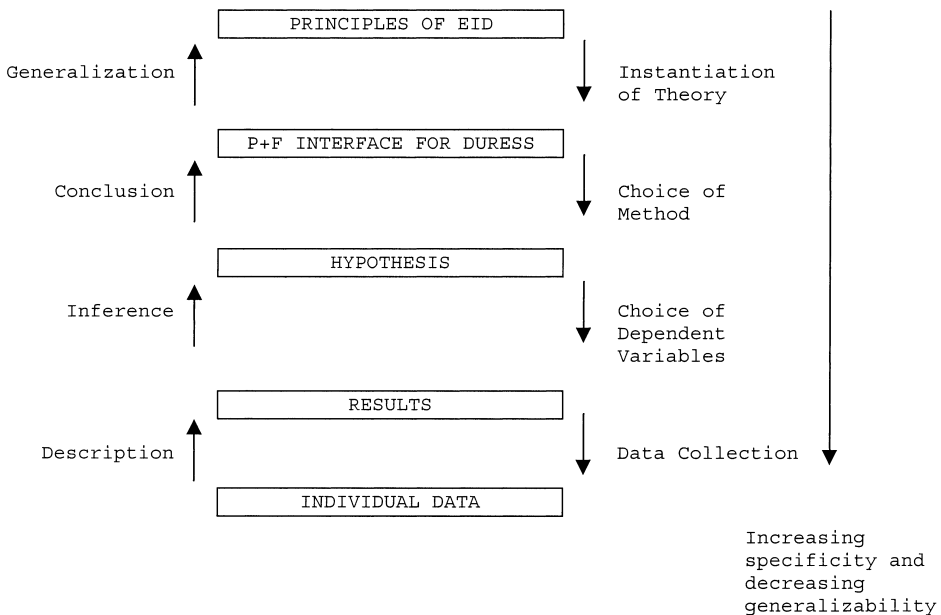 PRINCIPLES OF EID
Generalization
Instantiation
of Theory
P+F INTERFACE FOR DURESS
Conclusion
Choice of
Method
HYPOTHESIS
Inference
Choice of
Dependent
Variables
RESULTS
Description
Data Collection
INDIVIDUAL DATA
Increasing
specificity and
decreasing
generalizability